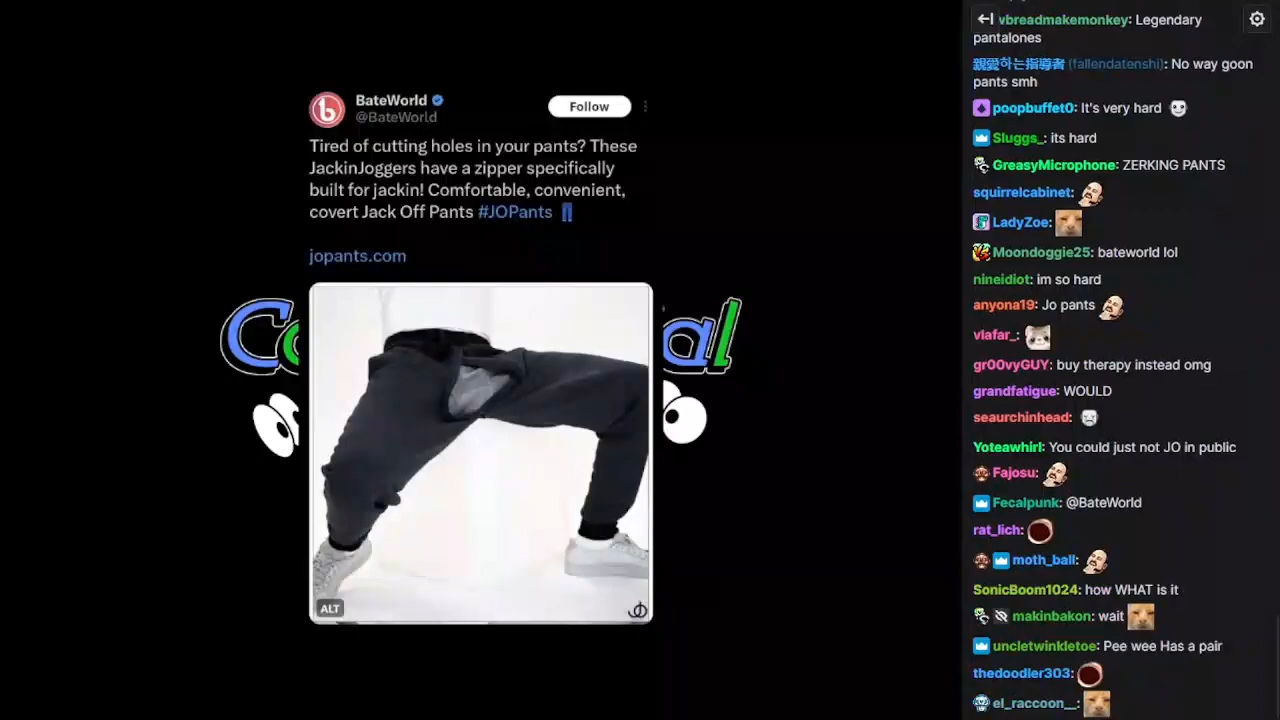 BateWorld
@BateWorld
Follow
Tired of cutting holes in your pants? These
JackinJoggers have a zipper specifically
built for jackin! Comfortable, convenient,
covert Jack Off Pants #JOPants
jopants.com
Co
al
ALT
wbreadmakemonkey: Legendary
pantalones
親愛하는指導者 (fallendatenshi): No way goon
pants smh
poopbuffet0: It's very hard
Sluggs_: its hard
GreasyMicrophone: ZERKING PANTS
squirrelcabinet:
LadyZoe:
Moondoggie25: bateworld lol
nineidiot: im so hard
anyona19: Jo pants
vlafar_:
gr00vyGUY: buy therapy instead omg
grandfatigue: WOULD
seaurchinhead:
Yoteawhirl: You could just not JO in public
Fajosu:
Fecalpunk: @BateWorld
rat_lich:
moth_ball:
SonicBoom1024: how WHAT is it
makinbakon: wait
uncletwinkletoe: Pee wee Has a pair
thedoodler303:
el_raccoon__: